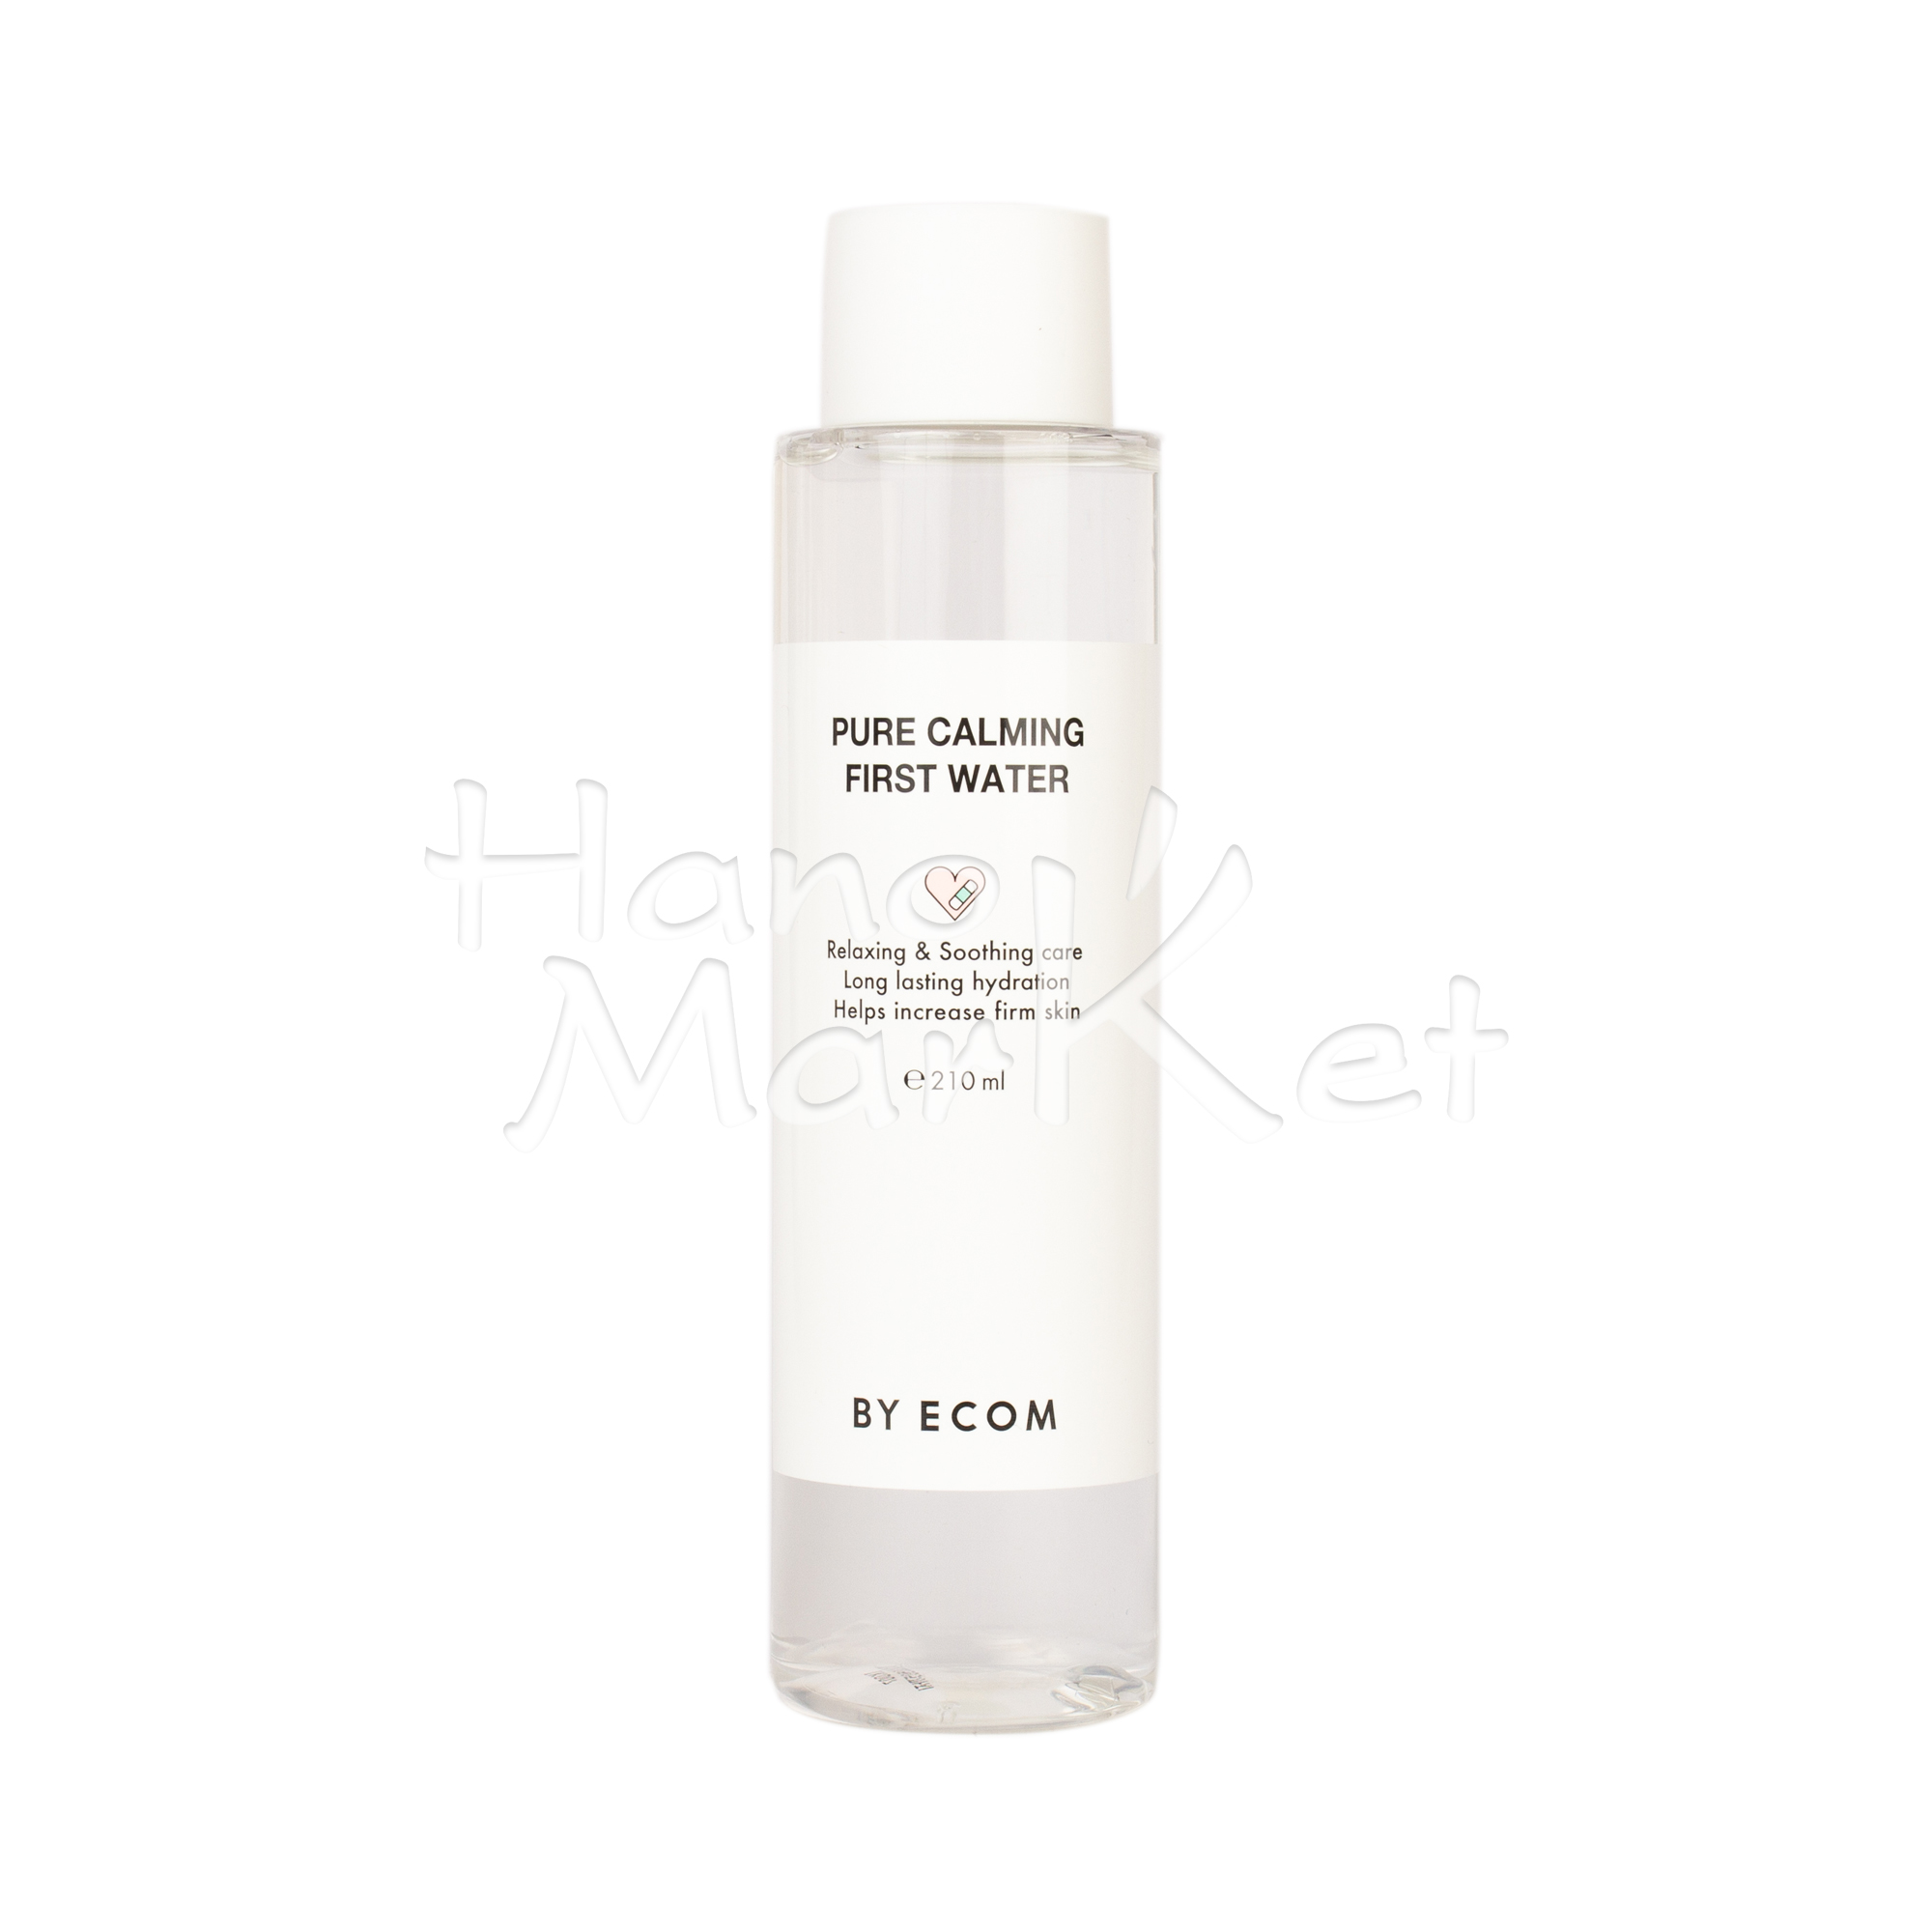 PURE CALMING
FIRST WATER
Relaxing & Soothing care
Long lasting hydration
Helps increase firm skin
℮ 210 ml
BY ECOM
Hano
MarKet